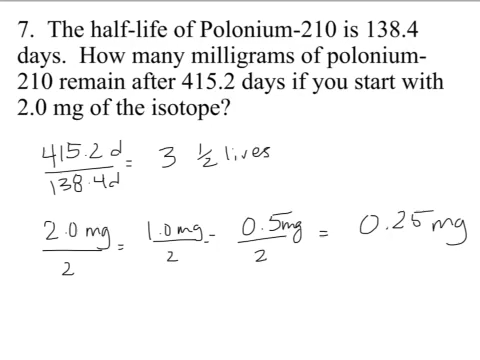 7. The half-life of Polonium-210 is 138.4
days. How many milligrams of polonium-
210 remain after 415.2 days if you start with
2.0 mg of the isotope?
415.2 d / 138.4d = 3 ½ lives
2.0 mg / 2 = 1.0 mg / 2 = 0.5mg / 2 = 0.25 mg